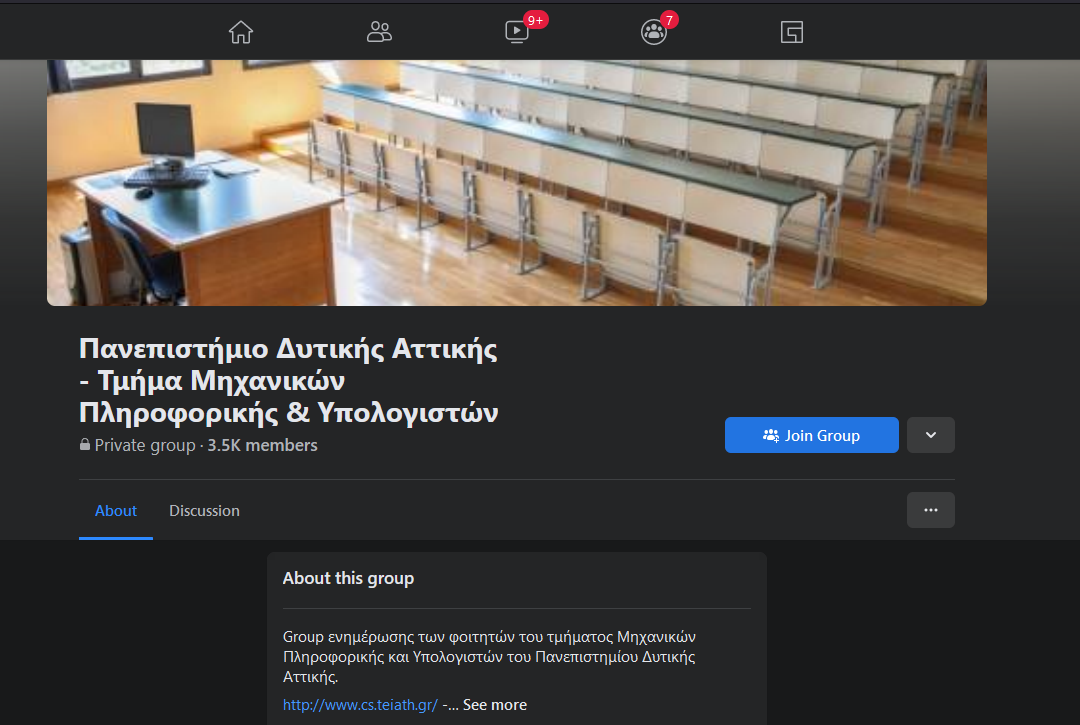 9+
7
Πανεπιστήμιο Δυτικής Αττικής
- Τμήμα Μηχανικών
Πληροφορικής & Υπολογιστών
Private group · 3.5K members
Join Group
About
Discussion
About this group
Group ενημέρωσης των φοιτητών του τμήματος Μηχανικών
Πληροφορικής και Υπολογιστών του Πανεπιστημίου Δυτικής
Αττικής.
http://www.cs.teiath.gr/ -... See more